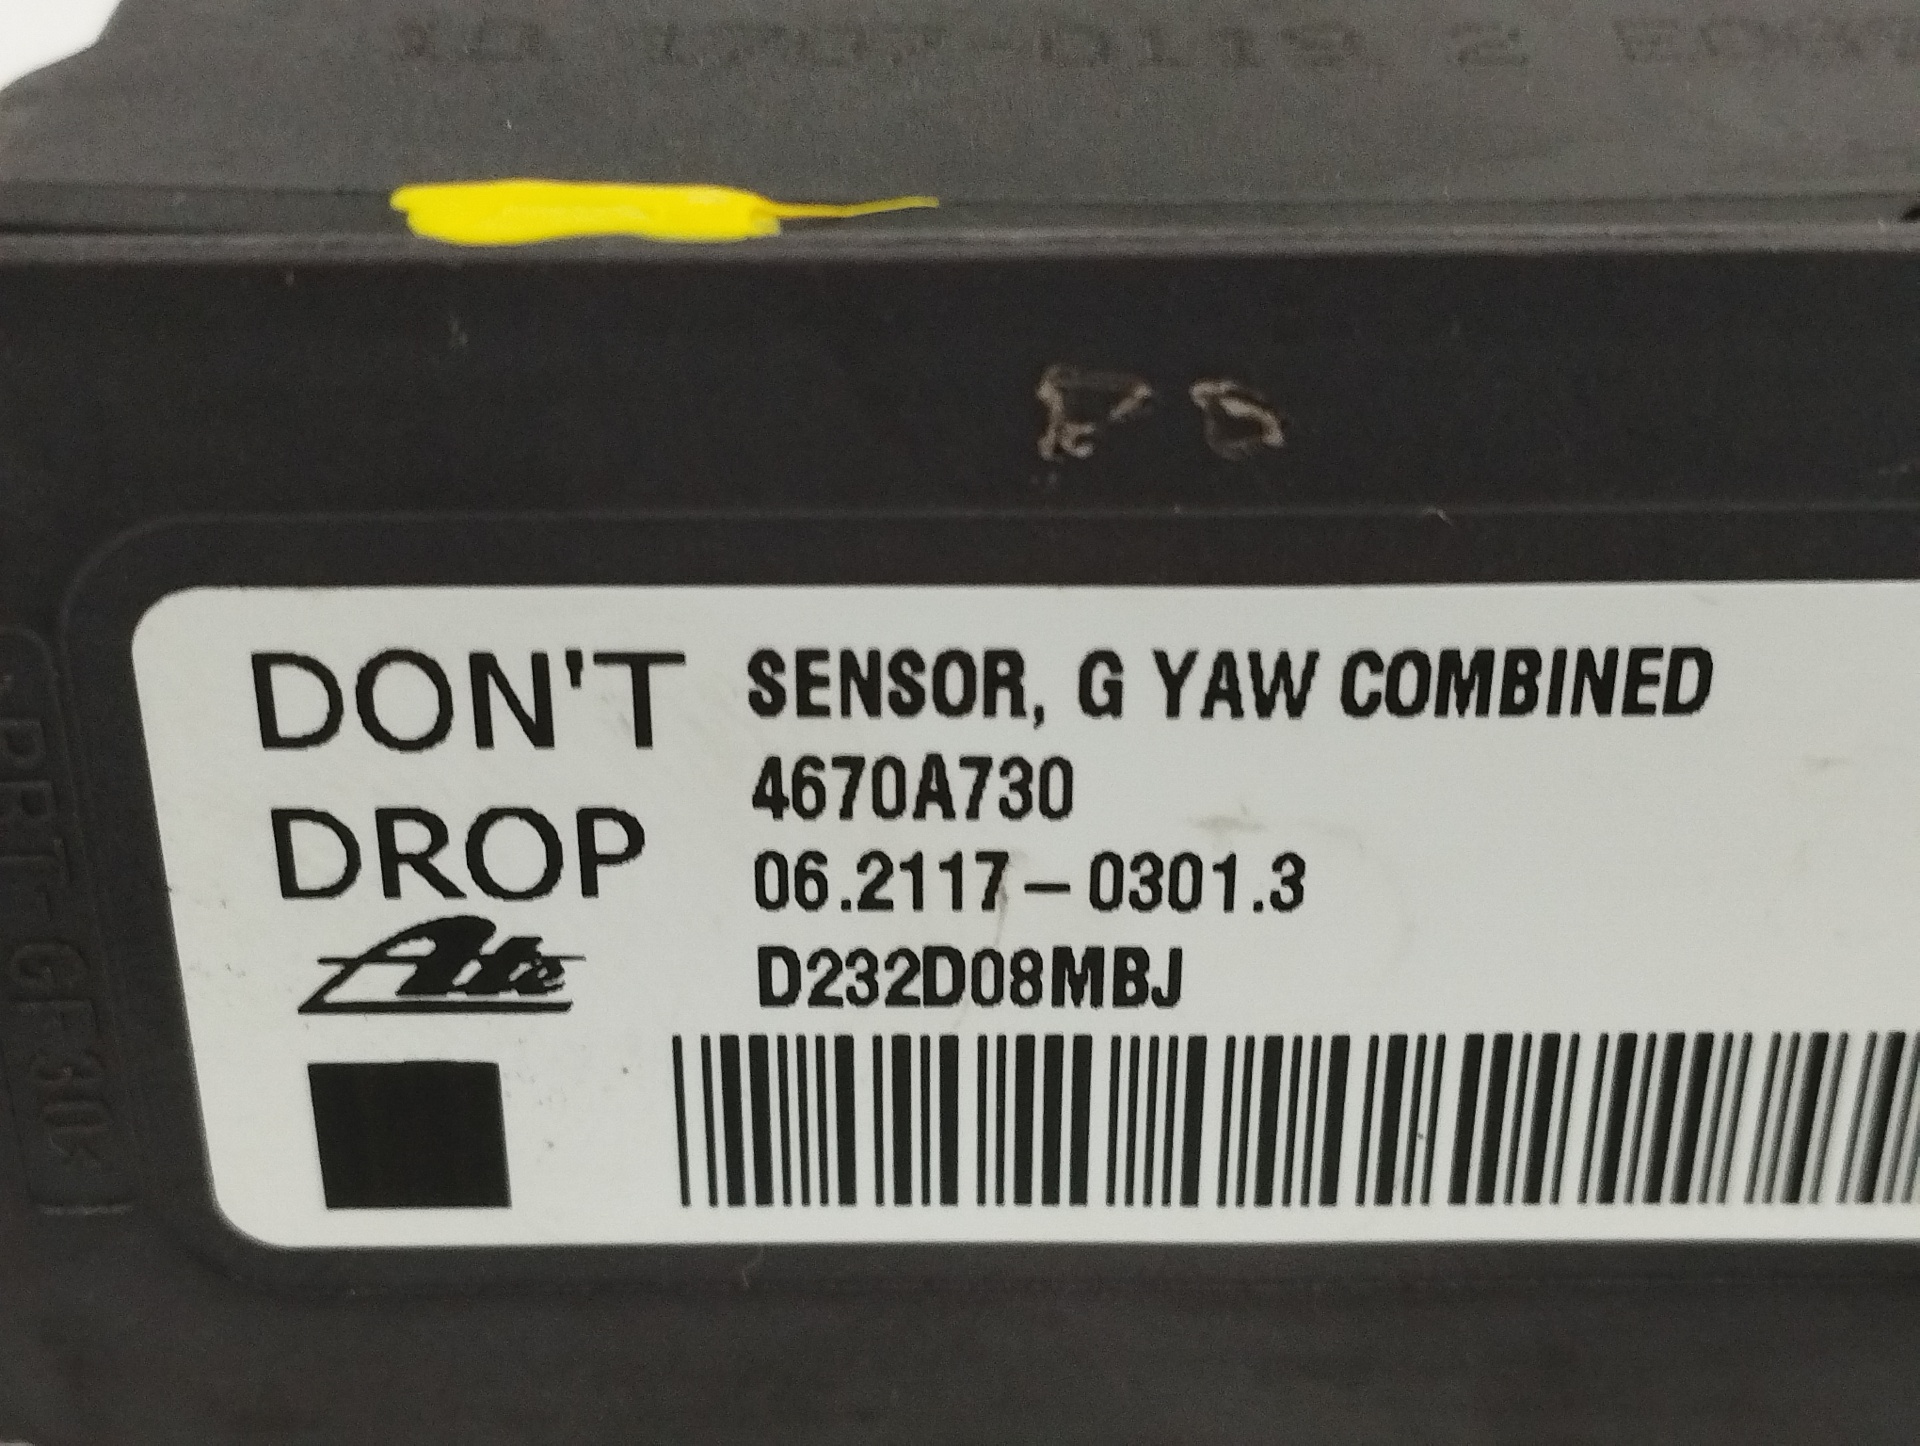 DON'T
DROP
Ate
SENSOR, G YAW COMBINED
4670A730
06.2117-0301.3
D232D08MBJ